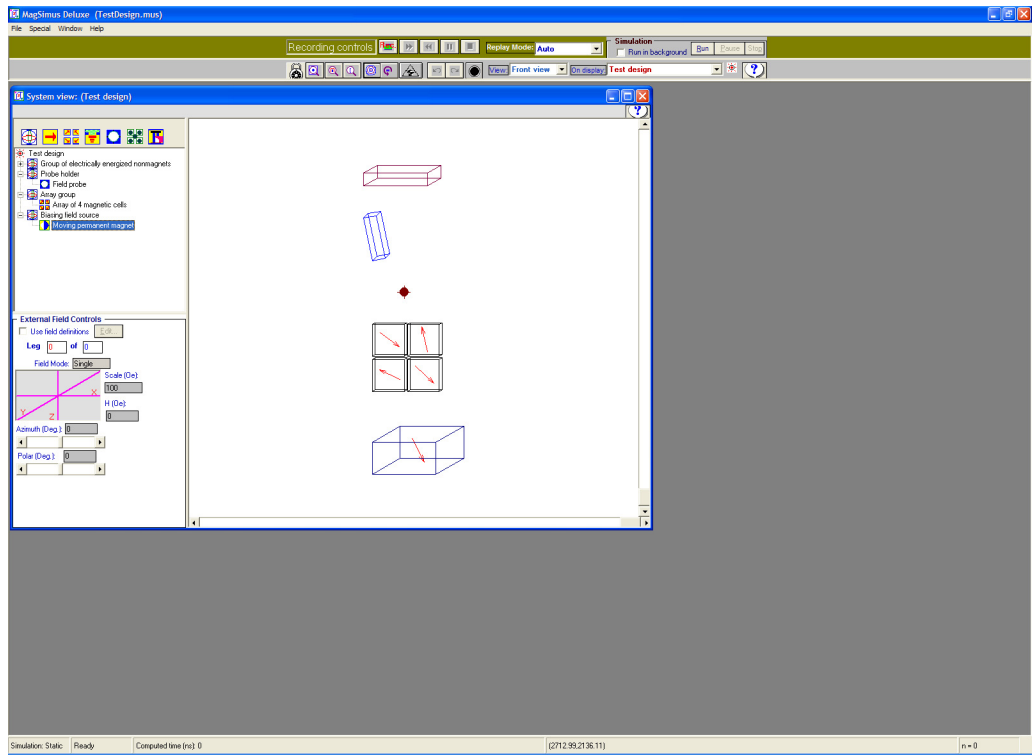 MagSimus Deluxe (TestDesign.mus)
File Special Window Help
Recording controls Replay Mode: Auto Simulation Run in background Run Pause Stop
View: Front view On display: Test design ?
System view: (Test design)
?
Test design
Group of electrically energized nonmagnets
Probe holder
Field probe
Array group
Array of 4 magnetic cells
Biasing field source
Moving permanent magnet
External Field Controls
Use field definitions Edit...
Leg 0 of 0
Field Mode: Single
Scale (Oe):
100
X
H (Oe):
Y Z
0
Azimuth (Deg.): 0
Polar (Deg.): 0
Simulation: Static Ready Computed time (ns): 0 (2712.99,2136.11) n = 0